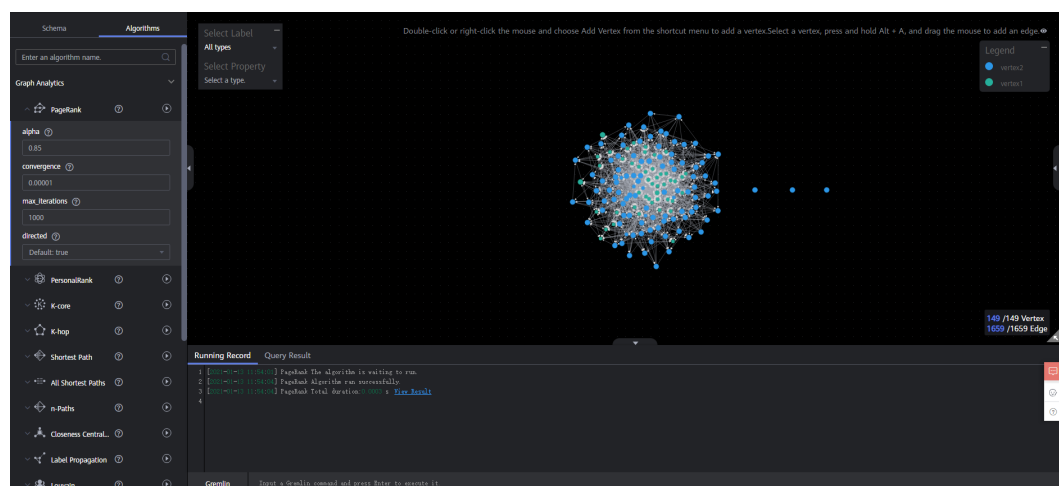 Schema
Algorithms
Enter an algorithm name.
Graph Analytics
PageRank
alpha
0.85
convergence
0.00001
max_iterations
1000
directed
Default: true
PersonalRank
K-core
K-hop
Shortest Path
All Shortest Paths
n-Paths
Closeness Central...
Label Propagation
Louvain
Select Label
All types
Select Property
Select a type.
Double-click or right-click the mouse and choose Add Vertex from the shortcut menu to add a vertex.Select a vertex, press and hold Alt + A, and drag the mouse to add an edge.
Legend
vertex2
vertex1
149 /149 Vertex
1659 /1659 Edge
Running Record
Query Result
1 PageRank The algorithm is waiting to run.
2 PageRank Algorithm ran successfully.
3 PageRank Total duration: s View Result
4
Gremlin
Input a Gremlin command and press Enter to execute it.